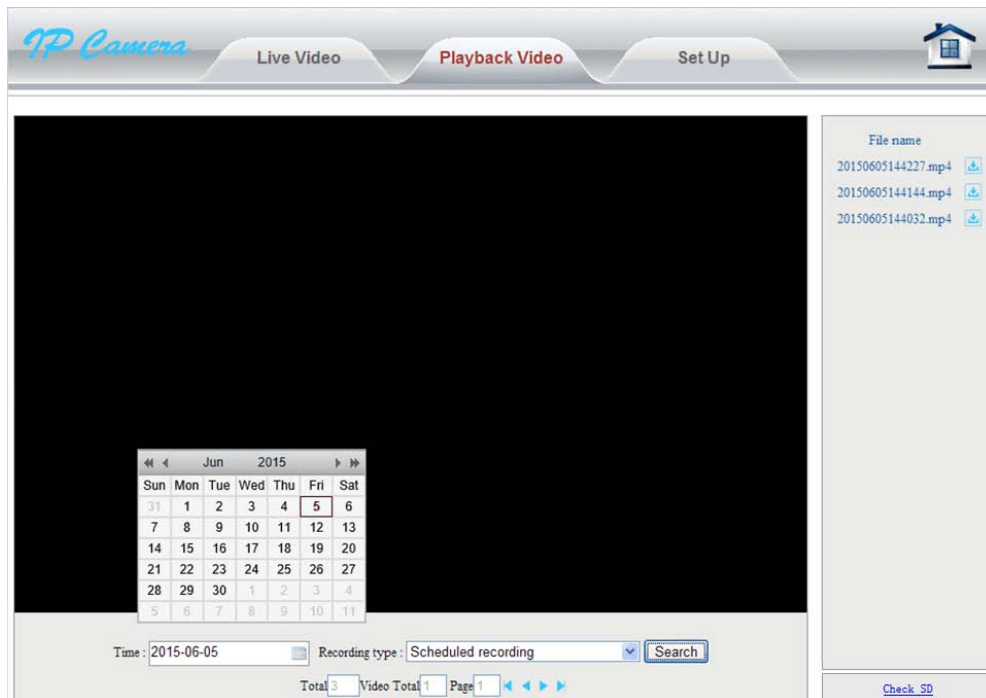 IP Camera
Live Video
Playback Video
Set Up
File name
20150605144227.mp4
20150605144144.mp4
20150605144032.mp4
Jun 2015
Sun Mon Tue Wed Thu Fri Sat
31 1 2 3 4 5 6
7 8 9 10 11 12 13
14 15 16 17 18 19 20
21 22 23 24 25 26 27
28 29 30 1 2 3 4
5 6 7 8 9 10 11
Time : 2015-06-05 Recording type : Scheduled recording Search
Total 3 Video Total 1 Page 1
Check SD